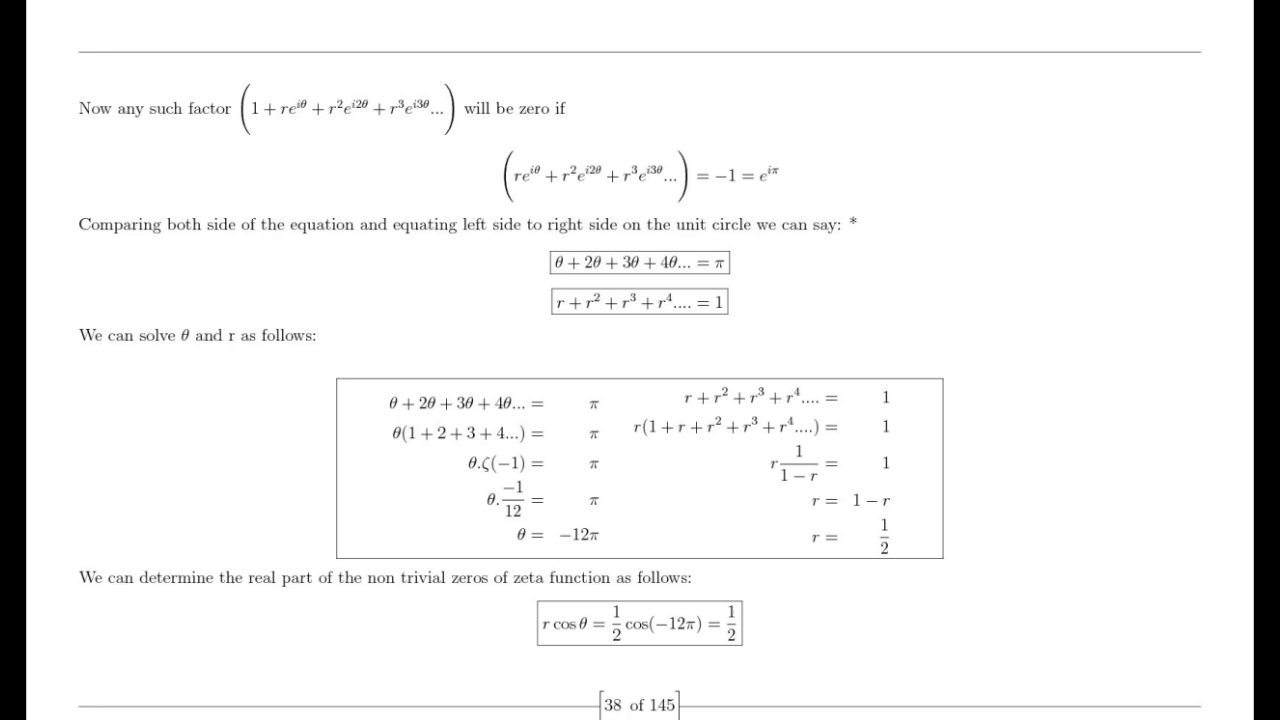 Now any such factor (1 + re^{iθ} + r^2e^{i2θ} + r^3e^{i3θ}...) will be zero if
(re^{iθ} + r^2e^{i2θ} + r^3e^{i3θ}...) = −1 = e^{iπ}
Comparing both side of the equation and equating left side to right side on the unit circle we can say: *
θ + 2θ + 3θ + 4θ... = π
r + r^2 + r^3 + r^4.... = 1
We can solve θ and r as follows:
θ + 2θ + 3θ + 4θ... = π
θ(1 + 2 + 3 + 4...) = π
θ.ζ(−1) = π
θ.\frac{−1}{12} = π
θ = −12π
r + r^2 + r^3 + r^4.... = 1
r(1 + r + r^2 + r^3 + r^4....) = 1
r\frac{1}{1 − r} = 1
r = 1 − r
r = \frac{1}{2}
We can determine the real part of the non trivial zeros of zeta function as follows:
r cos θ = \frac{1}{2} cos(−12π) = \frac{1}{2}
[38 of 145]